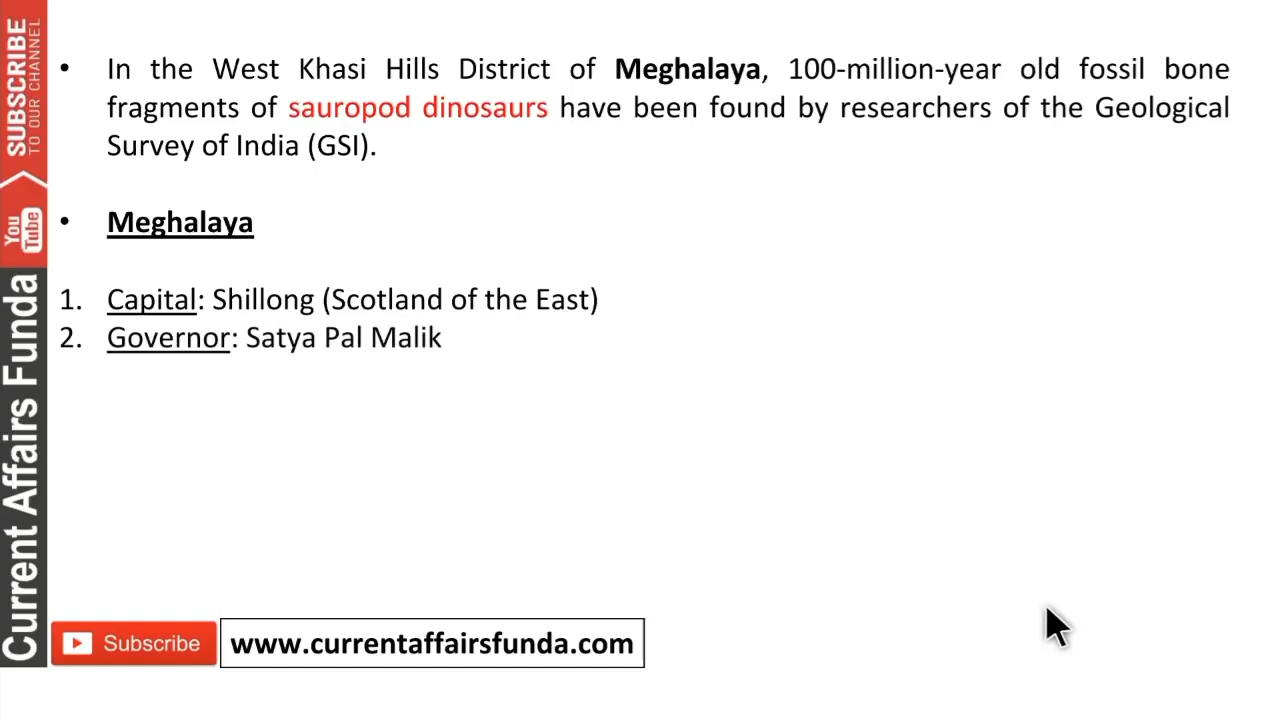 • In the West Khasi Hills District of Meghalaya, 100-million-year old fossil bone
fragments of sauropod dinosaurs have been found by researchers of the Geological
Survey of India (GSI).
• Meghalaya
1. Capital: Shillong (Scotland of the East)
2. Governor: Satya Pal Malik
SUBSCRIBE
TO OUR CHANNEL
You
Tube
Current Affairs Funda
Subscribe
www.currentaffairsfunda.com